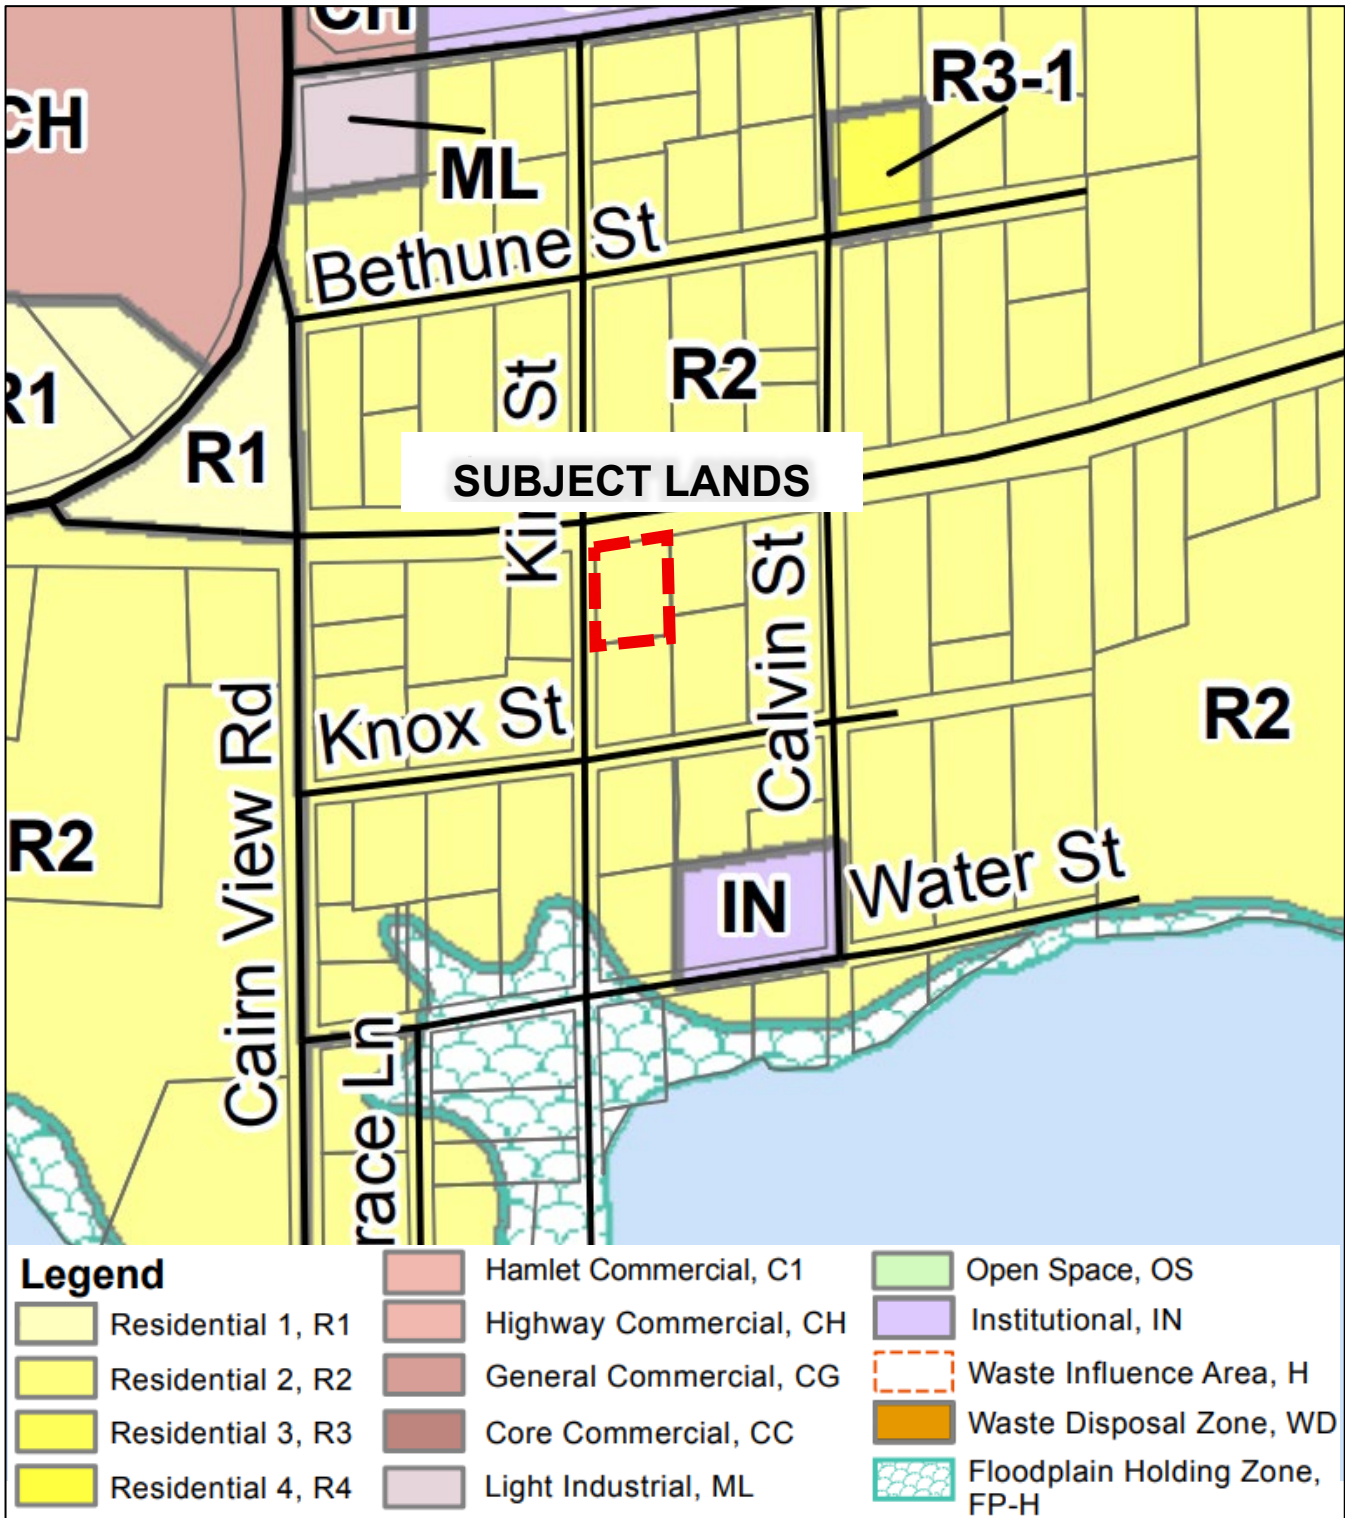 CH
CH
R3-1
ML
Bethune St
R2
R1
R1
King St
SUBJECT LANDS
Calvin St
Knox St
Cairn View Rd
R2
R2
IN
Water St
race Ln
Legend
Residential 1, R1
Residential 2, R2
Residential 3, R3
Residential 4, R4
Hamlet Commercial, C1
Highway Commercial, CH
General Commercial, CG
Core Commercial, CC
Light Industrial, ML
Open Space, OS
Institutional, IN
Waste Influence Area, H
Waste Disposal Zone, WD
Floodplain Holding Zone,
FP-H